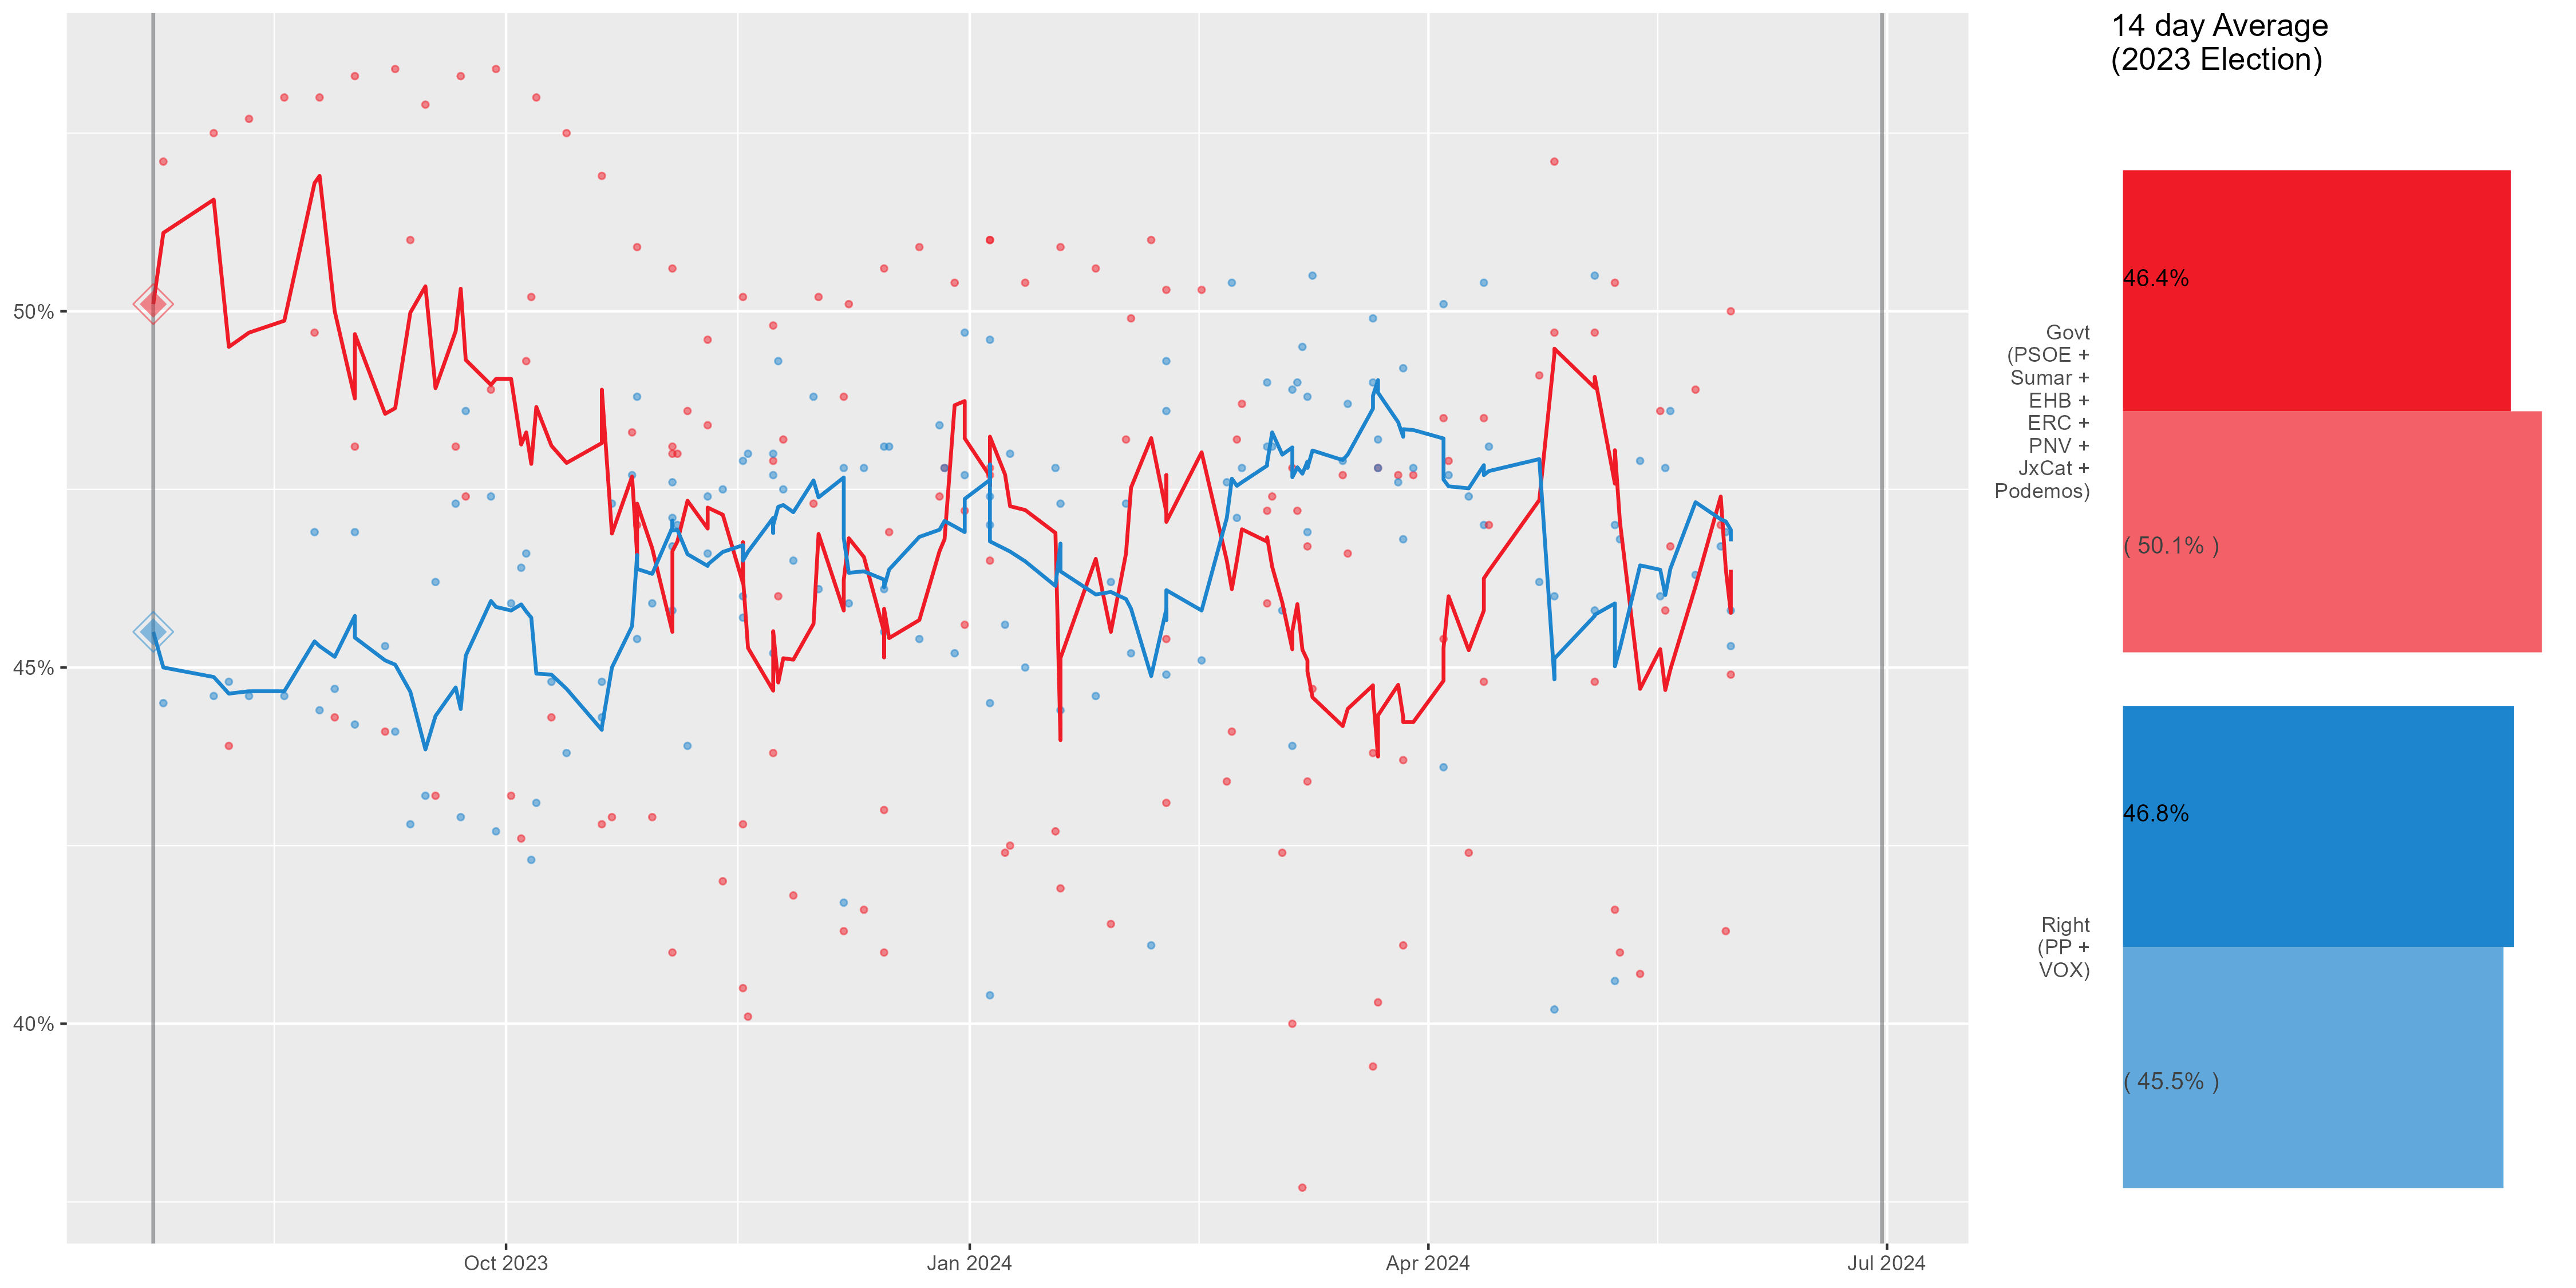 14 day Average
(2023 Election)
50%
45%
40%
Oct 2023
Jan 2024
Apr 2024
Jul 2024
Govt
(PSOE +
Sumar +
EHB +
ERC +
PNV +
JxCat +
Podemos)
46.4%
( 50.1% )
Right
(PP +
VOX)
46.8%
( 45.5% )